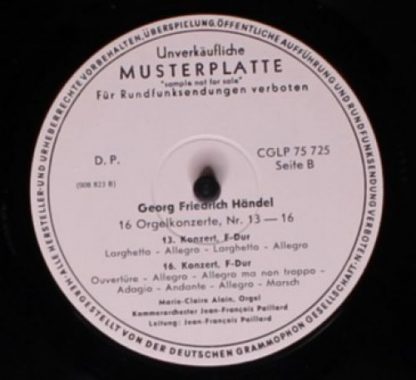 ALLE HERSTELLER- UND URHEBERRECHTE VORBEHALTEN, ÜBERSPIELUNG, ÖFFENTLICHE AUFFÜHRUNG UND RUNDFUNKSENDUNG VERBOTEN.
HERGESTELLT VON DER DEUTSCHEN GRAMMOPHON GESELLSCHAFT
Unverkäufliche
MUSTERPLATTE
"sample not for sale"
Für Rundfunksendungen verboten
D. P.
CGLP 75 725
Seite B
(008 823 B)
Georg Friedrich Händel
16 Orgelkonzerte, Nr. 13 — 16
13. Konzert, F-Dur
Larghetto - Allegro - Larghetto - Allegro
16. Konzert, F-Dur
Ouvertüre - Allegro - Allegro ma non troppo -
Adagio - Andante - Allegro - Marsch
Marie-Claire Alain, Orgel
Kammerorchester Jean-François Paillard
Leitung: Jean-François Paillard